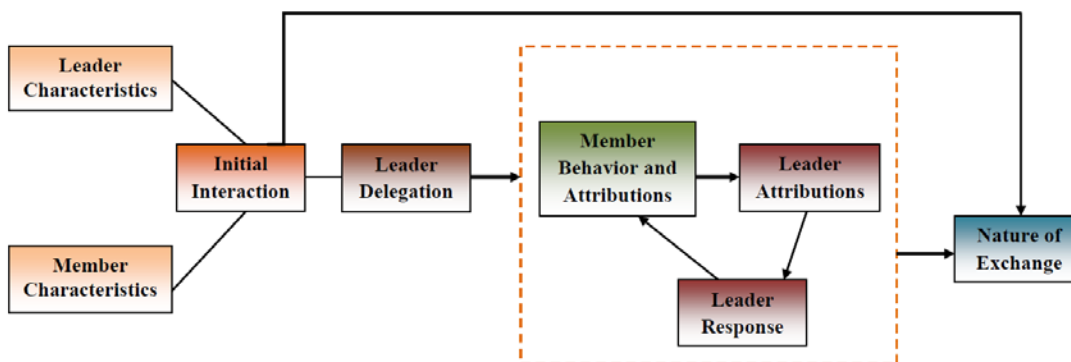 Leader
Characteristics
Member
Characteristics
Initial
Interaction
Leader
Delegation
Member
Behavior and
Attributions
Leader
Attributions
Leader
Response
Nature of
Exchange